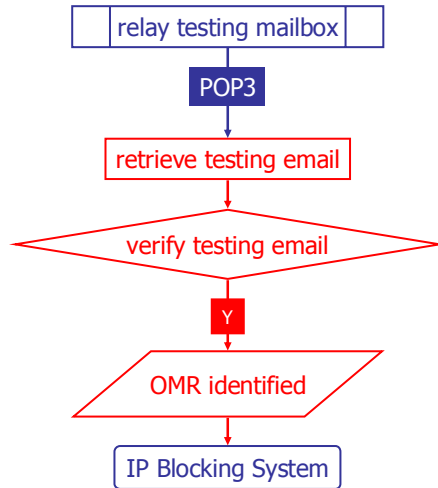 relay testing mailbox
POP3
retrieve testing email
verify testing email
Y
OMR identified
IP Blocking System